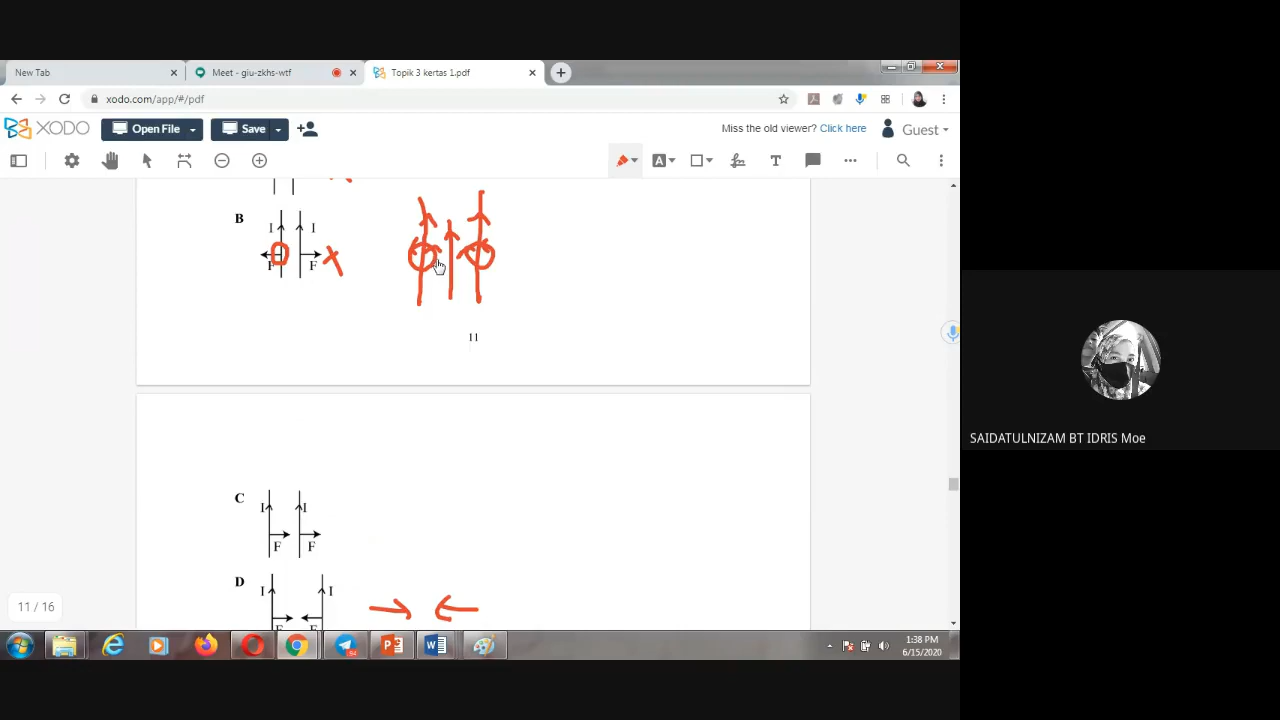 New Tab
Meet - giu-zkhs-wtf
Topik 3 kertas 1.pdf
xodo.com/app/#/pdf
XODO
Open File
Save
Miss the old viewer? Click here
Guest
A
T
B
I I
F F
X
11
C
I I
F F
D
I I
F F
11 / 16
SAIDATULNIZAM BT IDRIS Moe
1:38 PM
6/15/2020